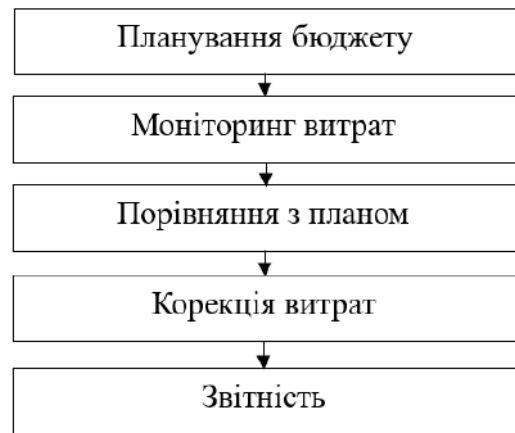 Планування бюджету
Моніторинг витрат
Порівняння з планом
Корекція витрат
Звітність